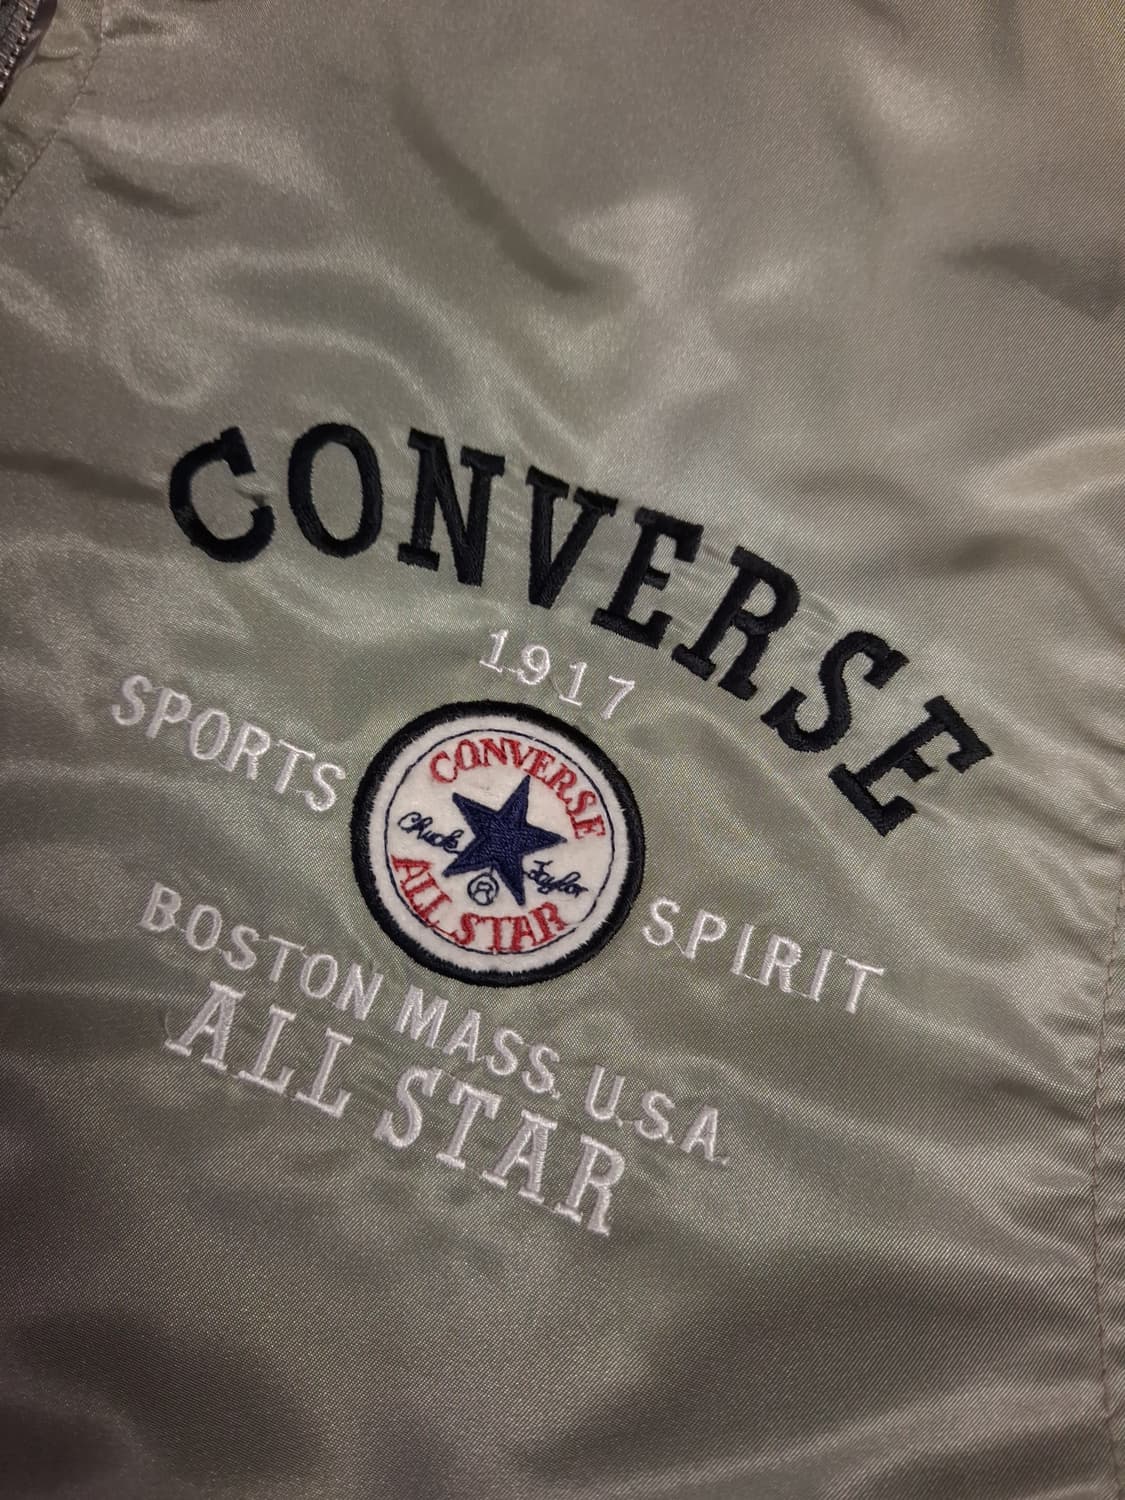 CONVERSE
1917
SPORTS
CONVERSE
Chuck Taylor
®
ALL STAR
SPIRIT
BOSTON MASS. U.S.A.
ALL STAR